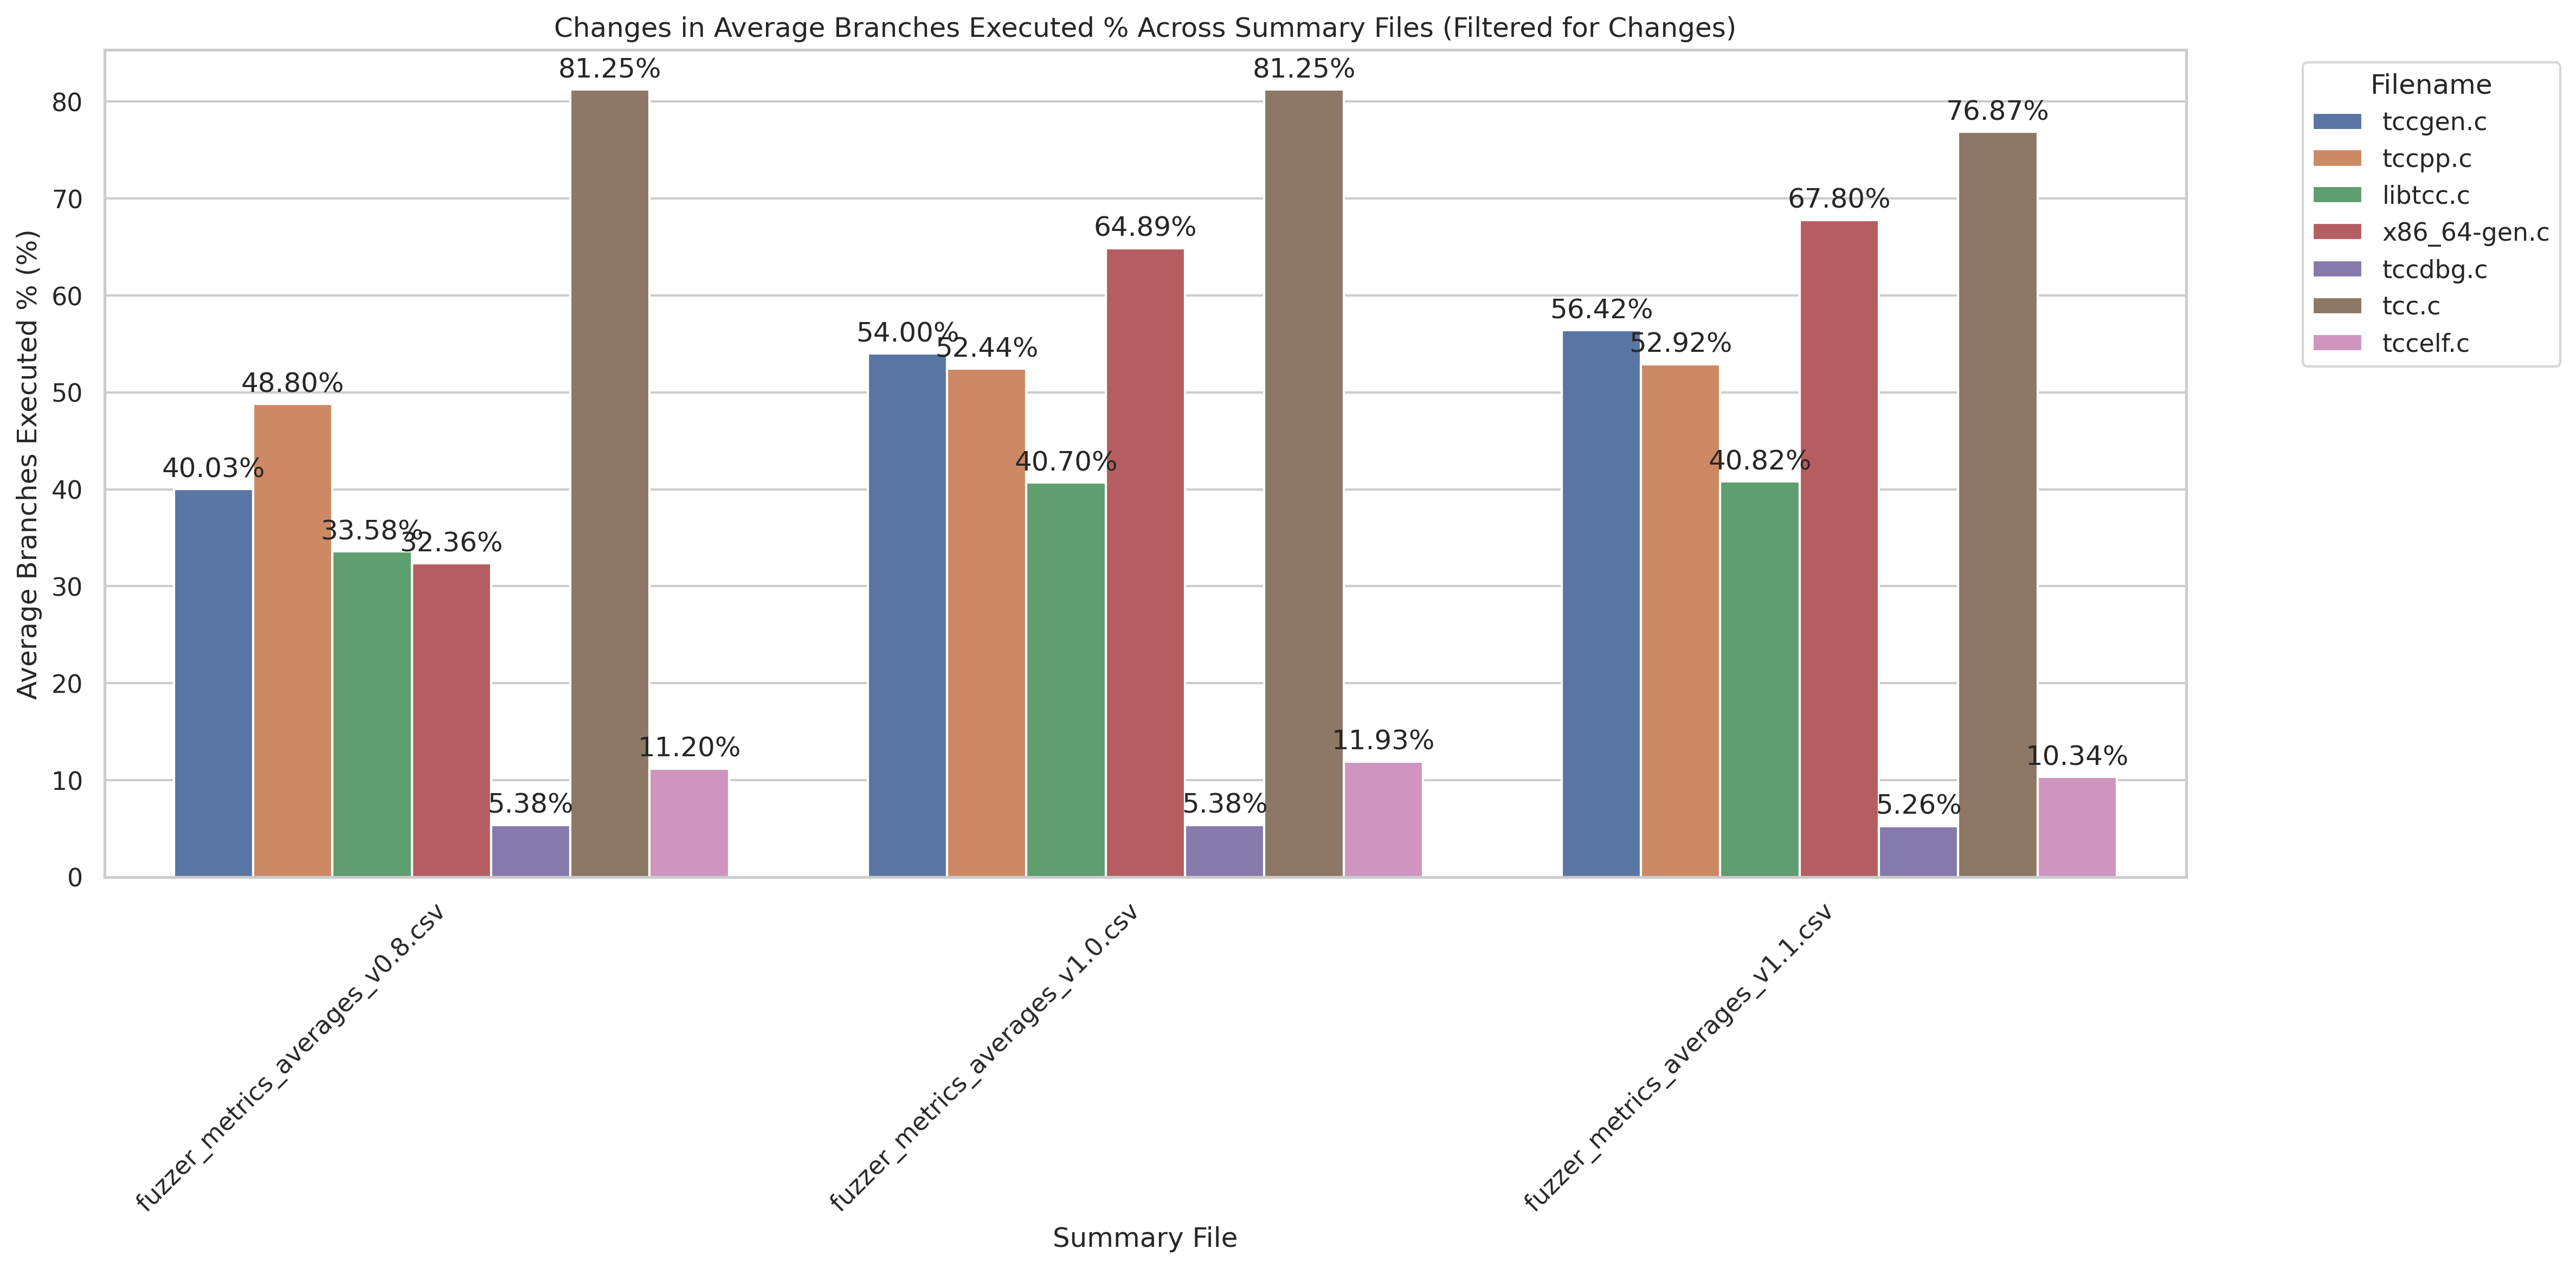 Changes in Average Branches Executed % Across Summary Files (Filtered for Changes)
Average Branches Executed % (%)
80
70
60
50
40
30
20
10
0
40.03%
48.80%
33.58%
32.36%
5.38%
81.25%
11.20%
54.00%
52.44%
40.70%
64.89%
5.38%
81.25%
11.93%
56.42%
52.92%
40.82%
67.80%
5.26%
76.87%
10.34%
fuzzer_metrics_averages_v0.8.csv
fuzzer_metrics_averages_v1.0.csv
fuzzer_metrics_averages_v1.1.csv
Summary File
Filename
tccgen.c
tccpp.c
libtcc.c
x86_64-gen.c
tccdbg.c
tcc.c
tccelf.c